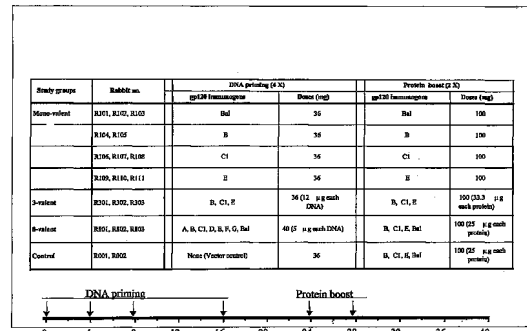 Study groups Rabbit no. DNA priming (4 X) Protein boost (2 X)
gp120 Immunogens Doses (mg) gp120 Immunogens Doses (mg)
Mono-valent R101, R102, R103 Bal 36 Bal 100
R104, R105 B 36 B 100
R106, R107, R108 C1 36 C1 100
R109, R110, R111 E 36 E 100
3-valent R301, R302, R303 B, C1, E 36 (12 µg each DNA) B, C1, E 100 (33.3 µg each protein)
8-valent R801, R802, R803 A, B, C1, D, E, F, G, Bal 40 (5 µg each DNA) B, C1, E, Bal 100 (25 µg each protein)
Control R001, R002 None (Vector control) 36 B, C1, E, Bal 100 (25 µg each protein)
DNA priming Protein boost